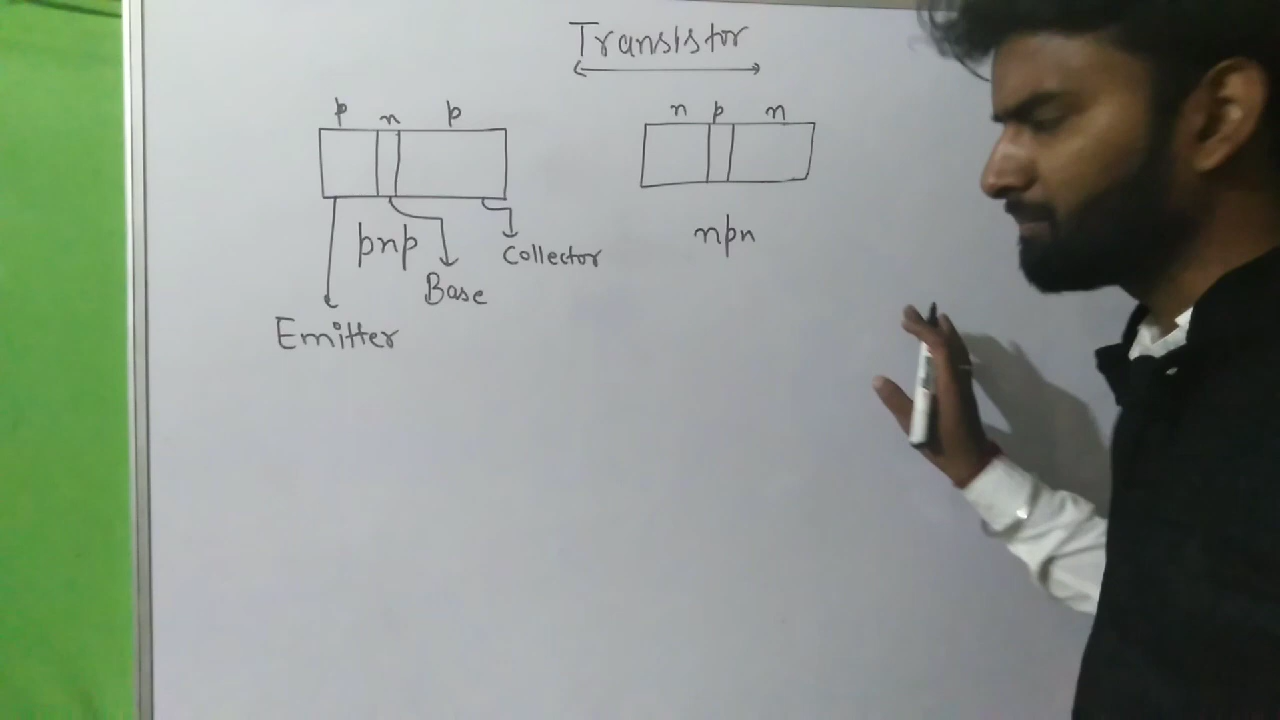 Transistor
p n p
n p n
pnp
npn
Collector
Base
Emitter